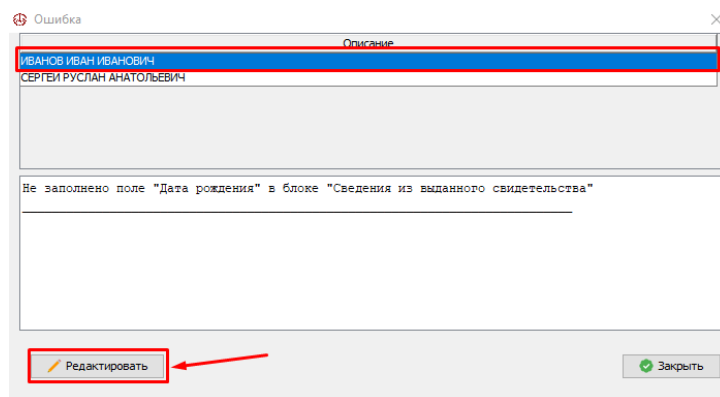 Ошибка
Описание
ИВАНОВ ИВАН ИВАНОВИЧ
СЕРГЕЙ РУСЛАН АНАТОЛЬЕВИЧ
Не заполнено поле "Дата рождения" в блоке "Сведения из выданного свидетельства"
Редактировать
Закрыть